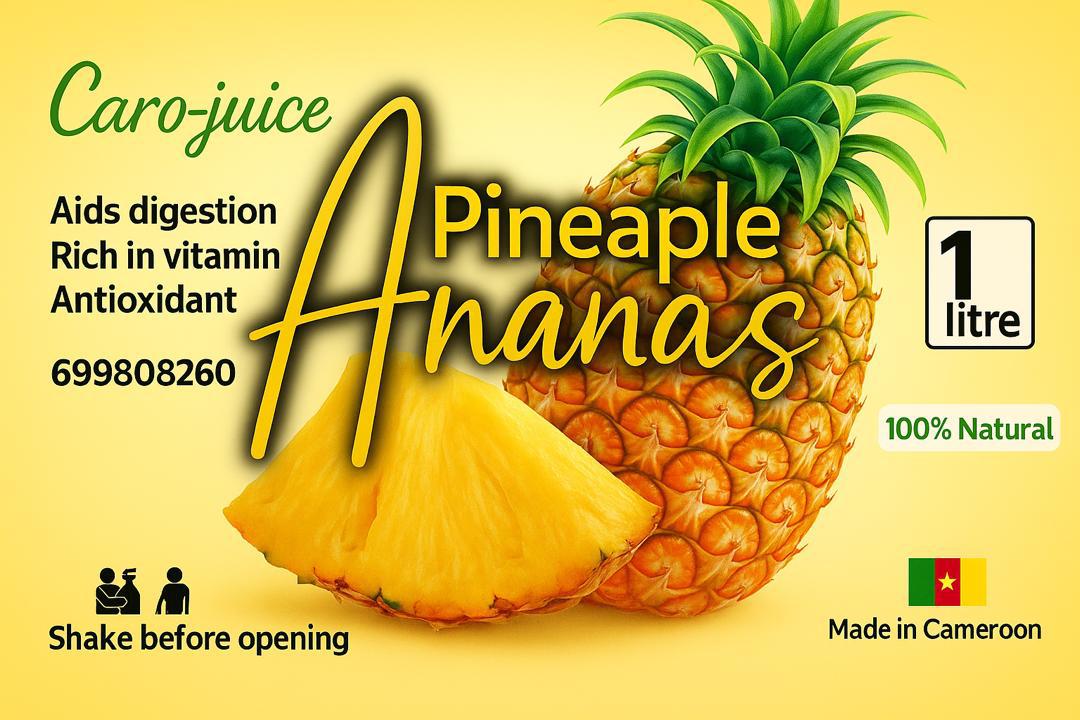 Caro-juice
Pineaple
Ananas
Aids digestion
Rich in vitamin
Antioxidant
699808260
1
litre
100% Natural
Shake before opening
Made in Cameroon